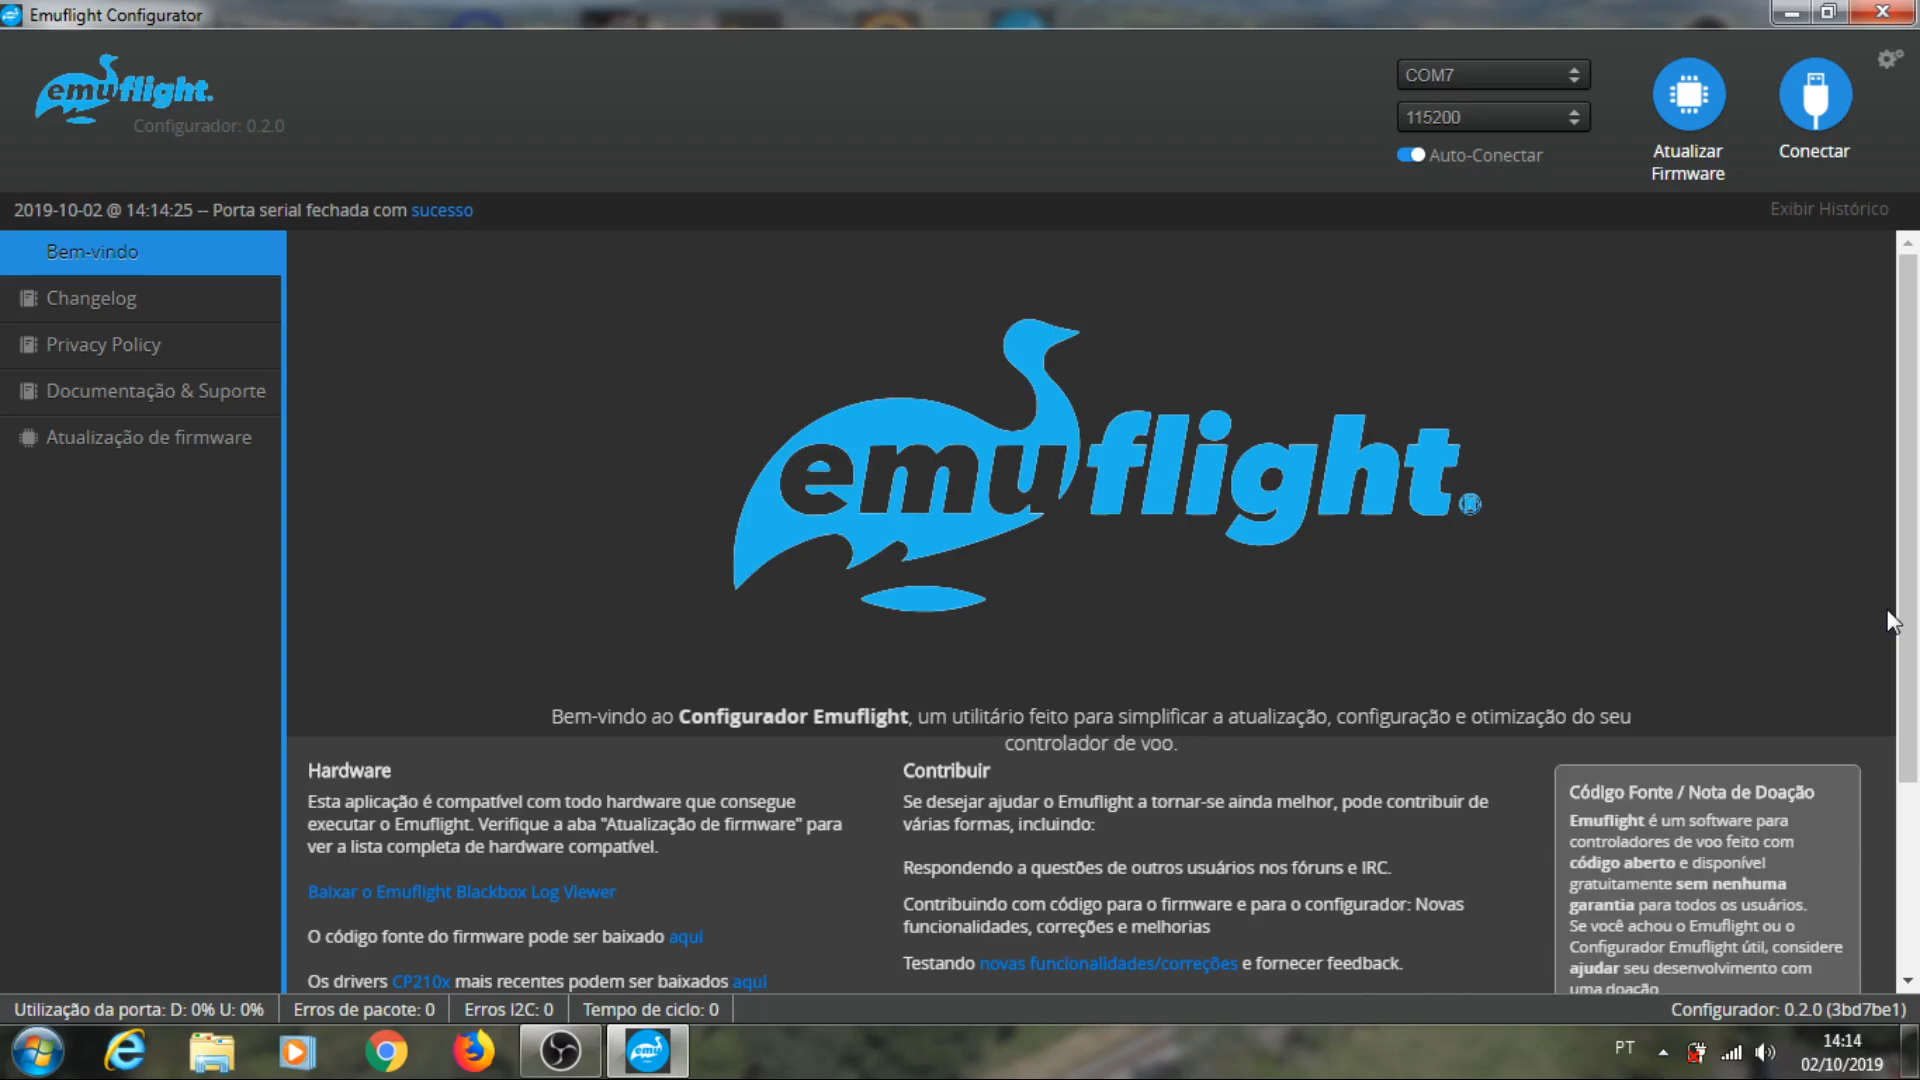 Emuflight Configurator
emuflight.
Configurador: 0.2.0
COM7
115200
Auto-Conectar
Atualizar
Firmware
Conectar
2019-10-02 @ 14:14:25 -- Porta serial fechada com sucesso
Exibir Histórico
Bem-vindo
Changelog
Privacy Policy
Documentação & Suporte
Atualização de firmware
emuflight.
Bem-vindo ao Configurador Emuflight, um utilitário feito para simplificar a atualização, configuração e otimização do seu
controlador de voo.
Hardware
Esta aplicação é compatível com todo hardware que consegue
executar o Emuflight. Verifique a aba "Atualização de firmware" para
ver a lista completa de hardware compatível.
Baixar o Emuflight Blackbox Log Viewer
O código fonte do firmware pode ser baixado aqui
Os drivers CP210x mais recentes podem ser baixados aqui
Contribuir
Se desejar ajudar o Emuflight a tornar-se ainda melhor, pode contribuir de
várias formas, incluindo:
Respondendo a questões de outros usuários nos fóruns e IRC.
Contribuindo com código para o firmware e para o configurador: Novas
funcionalidades, correções e melhorias
Testando novas funcionalidades/correções e fornecer feedback.
Código Fonte / Nota de Doação
Emuflight é um software para
controladores de voo feito com
código aberto e disponível
gratuitamente sem nenhuma
garantia para todos os usuários.
Se você achou o Emuflight ou o
Configurador Emuflight útil, considere
ajudar seu desenvolvimento com
uma doação
Utilização da porta: D: 0% U: 0%
Erros de pacote: 0
Erros I2C: 0
Tempo de ciclo: 0
Configurador: 0.2.0 (3bd7be1)
emu
PT
14:14
02/10/2019